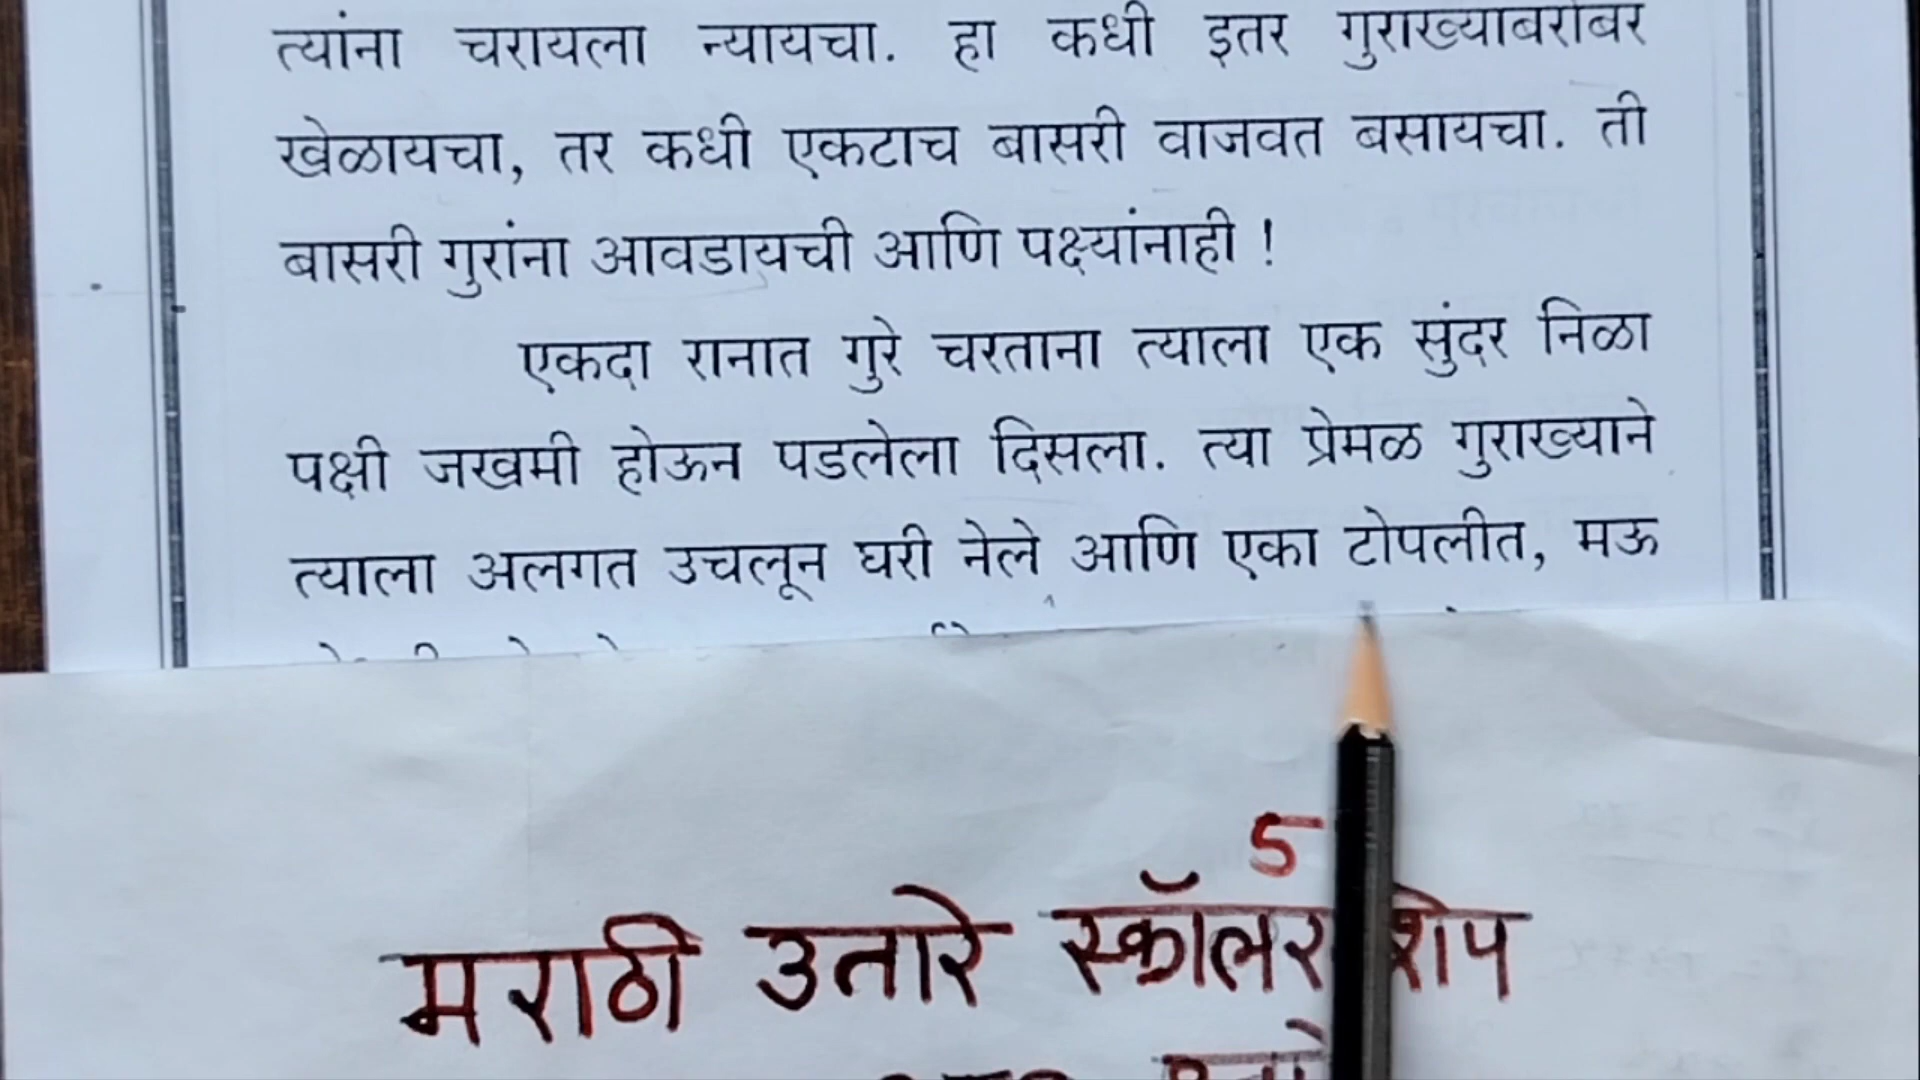 त्यांना चरायला न्यायचा. हा कधी इतर गुराख्याबरोबर
खेळायचा, तर कधी एकटाच बासरी वाजवत बसायचा. ती
बासरी गुरांना आवडायची आणि पक्ष्यांनाही !
एकदा रानात गुरे चरताना त्याला एक सुंदर निळा
पक्षी जखमी होऊन पडलेला दिसला. त्या प्रेमळ गुराख्याने
त्याला अलगत उचलून घरी नेले आणि एका टोपलीत, मऊ
5
मराठी उतारे स्कॉलरशिप